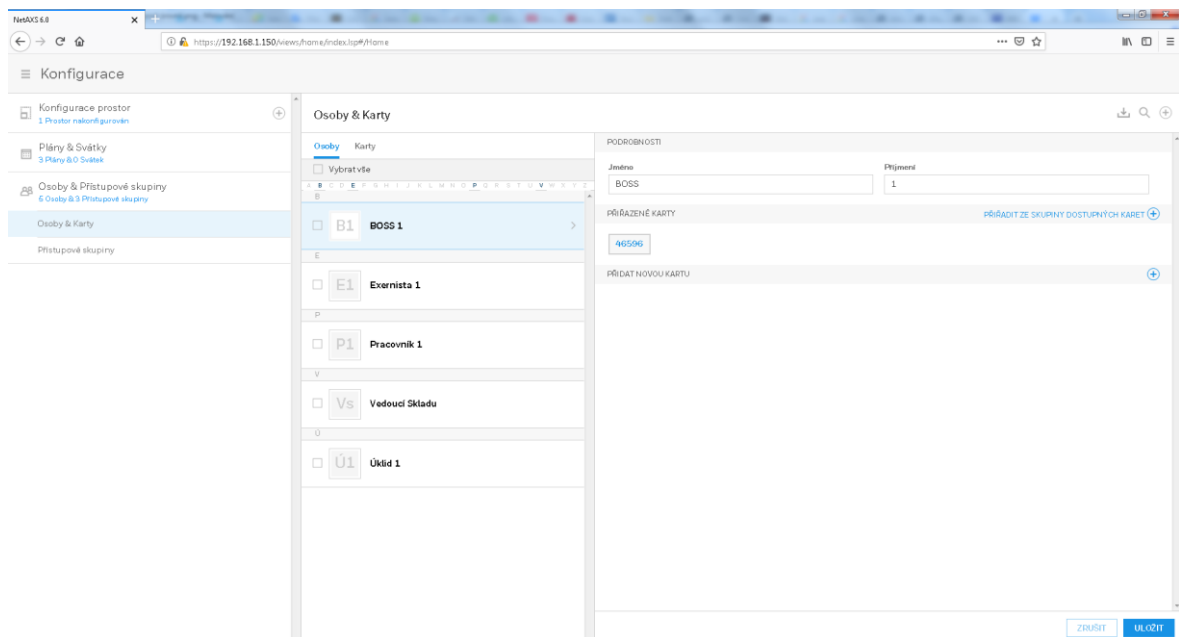 NetAXS 6.8
https://192.168.1.150/views/home/index.lsp#/Home
Konfigurace
Konfigurace prostor
1 Prostor nakonfigurován
Plány & Svátky
3 Plány & 0 Svátek
Osoby & Přístupové skupiny
5 Osoby & 3 Přístupové skupiny
Osoby & Karty
Přístupové skupiny
Osoby & Karty
Osoby Karty
Vybrat vše
A B C D E F G H I J K L M N O P Q R S T U V W X Y Z
B
B1 BOSS 1
E
E1 Exernista 1
P
P1 Pracovník 1
V
Vs Vedoucí Skladu
Ú
Ú1 Úklid 1
PODROBNOSTI
Jméno Příjmení
BOSS 1
PŘIŘAZENÉ KARTY PŘIŘADIT ZE SKUPINY DOSTUPNÝCH KARET
46596
PŘIDAT NOVOU KARTU
ZRUŠIT ULOŽIT